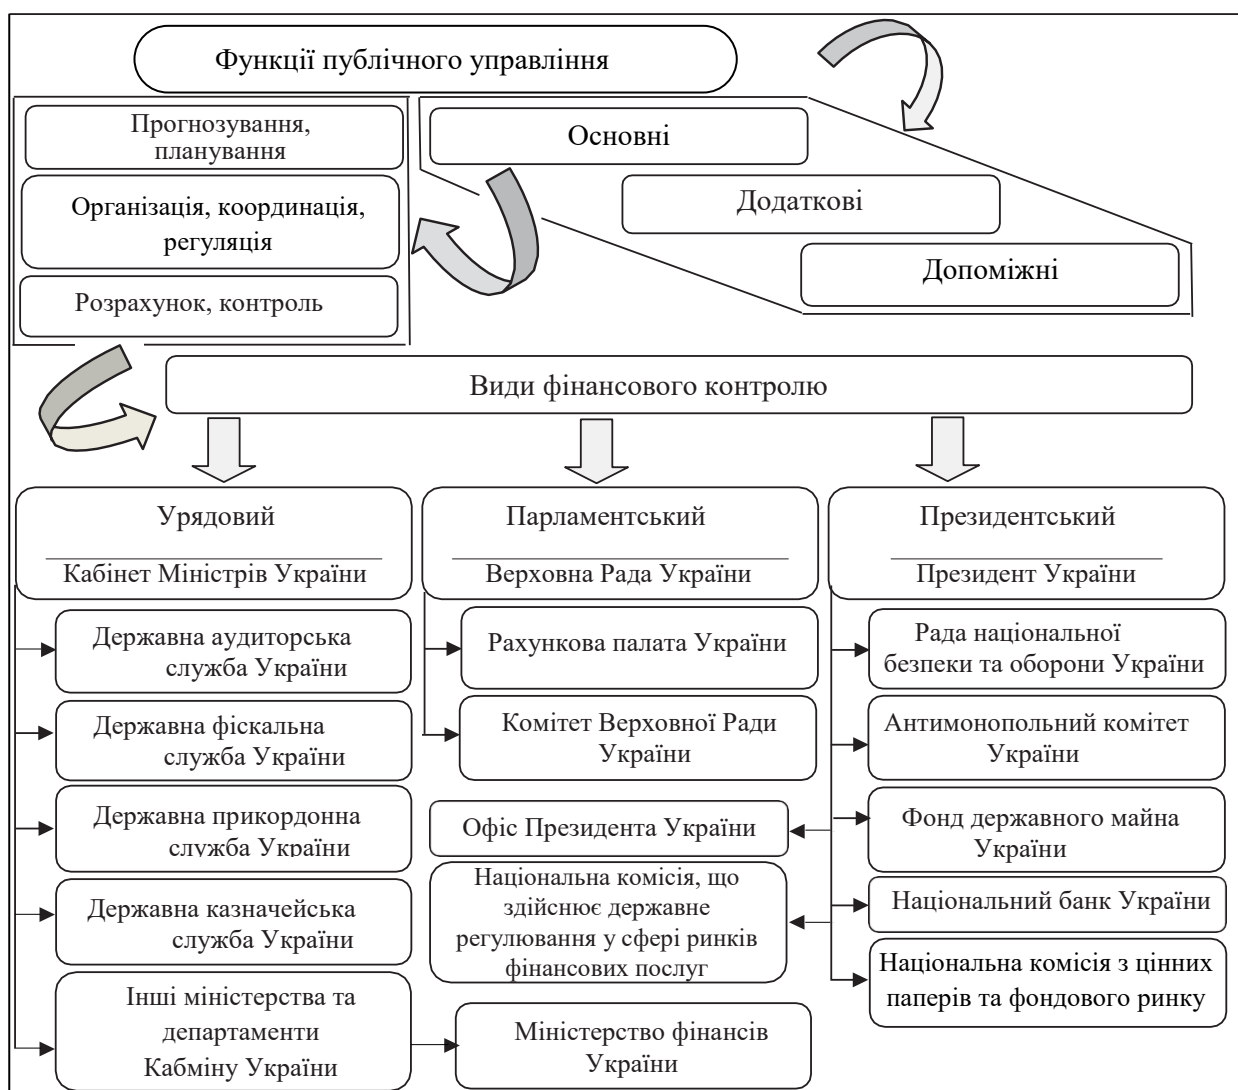 Функції публічного управління
Прогнозування,
планування
Організація, координація,
регуляція
Розрахунок, контроль
Основні
Додаткові
Допоміжні
Види фінансового контролю
Урядовий
Кабінет Міністрів України
Парламентський
Верховна Рада України
Президентський
Президент України
Державна аудиторська
служба України
Державна фіскальна
служба України
Державна прикордонна
служба України
Державна казначейська
служба України
Інші міністерства та
департаменти
Кабміну України
Рахункова палата України
Комітет Верховної Ради
України
Офіс Президента України
Національна комісія, що
здійснює державне
регулювання у сфері ринків
фінансових послуг
Міністерство фінансів
України
Рада національної
безпеки та оборони України
Антимонопольний комітет
України
Фонд державного майна
України
Національний банк України
Національна комісія з цінних
паперів та фондового ринку